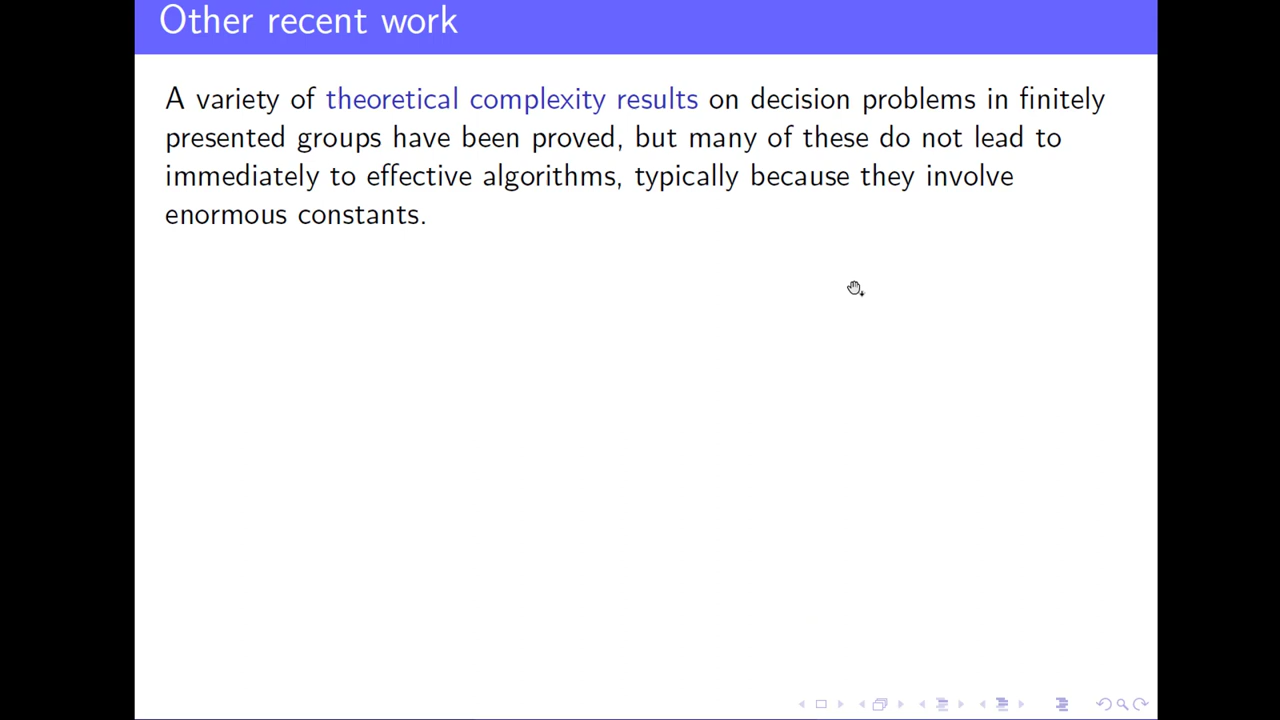 Other recent work
A variety of theoretical complexity results on decision problems in finitely
presented groups have been proved, but many of these do not lead to
immediately to effective algorithms, typically because they involve
enormous constants.